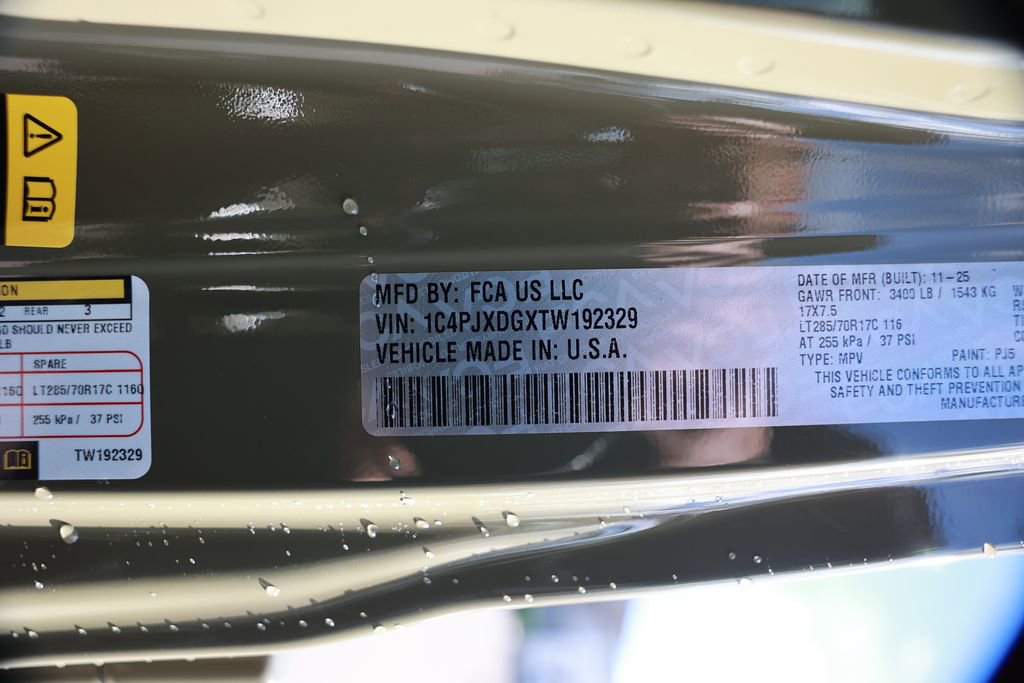 ON
2 REAR 3
SHOULD NEVER EXCEED
LB
SPARE
116Q LT285/70R17C 116Q
255 kPa / 37 PSI
TW192329
MFD BY: FCA US LLC
VIN: 1C4PJXDGXTW192329
VEHICLE MADE IN: U.S.A.
DATE OF MFR (BUILT): 11-25
GAWR FRONT: 3400 LB / 1543 KG
17X7.5
LT285/70R17C 116
AT 255 kPa / 37 PSI
TYPE: MPV PAINT: PJ5
THIS VEHICLE CONFORMS TO ALL AP
SAFETY AND THEFT PREVENTION
MANUFACTURE